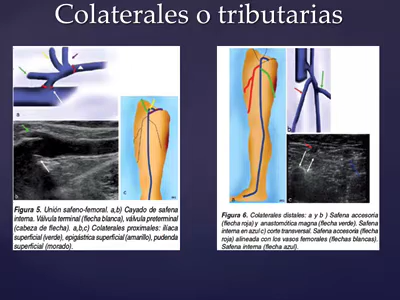 Colaterales o tributarias
a
b
c
Figura 5. Unión safeno-femoral. a,b) Cayado de safena
interna. Válvula terminal (flecha blanca), válvula preterminal
(cabeza de flecha). a,b,c) Colaterales proximales: ilíaca
superficial (verde), epigástrica superficial (amarillo), pudenda
superficial (morado).
a
b
c
Figura 6. Colaterales distales: a y b ) Safena accesoria
(flecha roja) y anastomótica magna (flecha verde). Safena
interna en azul c) corte transversal. Safena accesoria (flecha
roja) alineada con los vasos femorales (flechas blancas).
Safena interna (flecha azul).